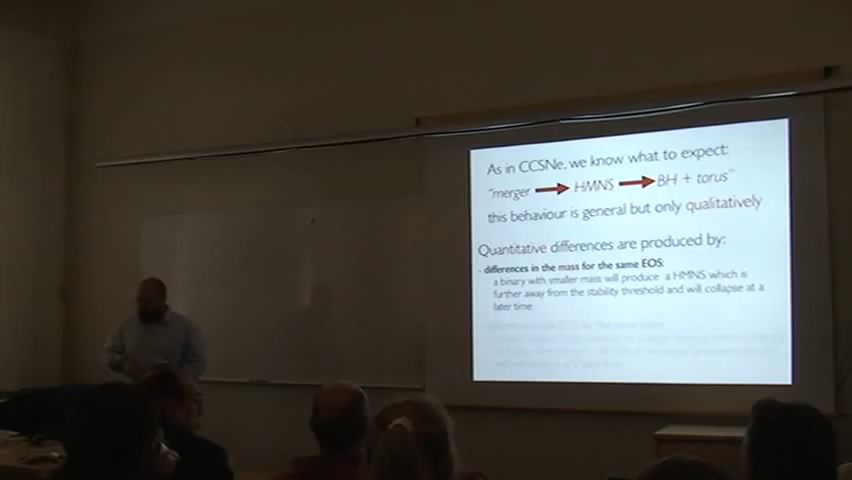 As in CCSNe, we know what to expect:
"merger → HMNS → BH + torus"
this behaviour is general but only qualitatively
Quantitative differences are produced by:
- differences in the mass for the same EOS:
a binary with smaller mass will produce a HMNS which is
further away from the stability threshold and will collapse at a
later time